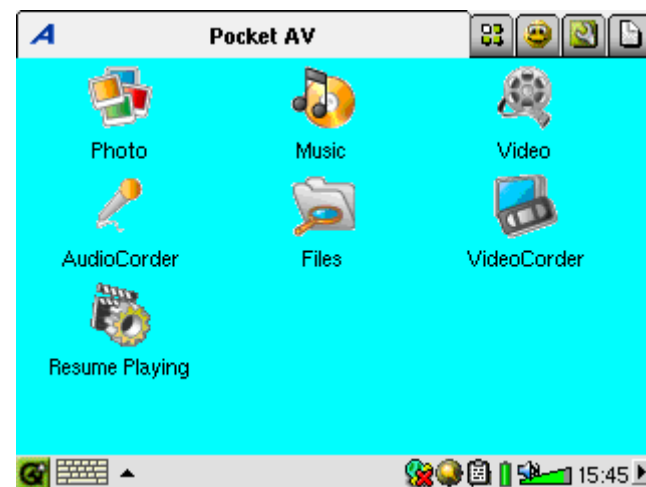 Pocket AV
Photo Music Video
AudioCorder Files VideoCorder
Resume Playing
15:45